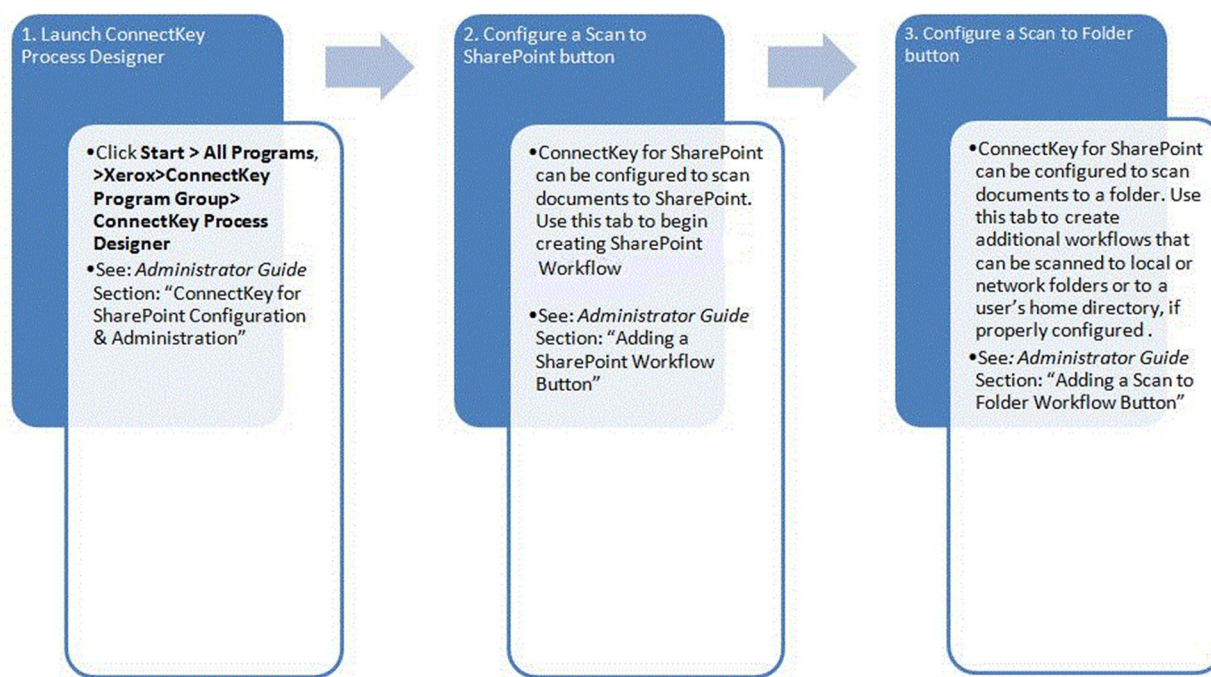 1. Launch ConnectKey
Process Designer
•Click Start > All Programs,
>Xerox>ConnectKey
Program Group>
ConnectKey Process
Designer
•See: Administrator Guide
Section: “ConnectKey for
SharePoint Configuration
& Administration”
2. Configure a Scan to
SharePoint button
•ConnectKey for SharePoint
can be configured to scan
documents to SharePoint.
Use this tab to begin
creating SharePoint
Workflow
•See: Administrator Guide
Section: “Adding a
SharePoint Workflow
Button”
3. Configure a Scan to Folder
button
•ConnectKey for SharePoint
can be configured to scan
documents to a folder. Use
this tab to create
additional workflows that
can be scanned to local or
network folders or to a
user’s home directory, if
properly configured .
•See: Administrator Guide
Section: “Adding a Scan to
Folder Workflow Button”